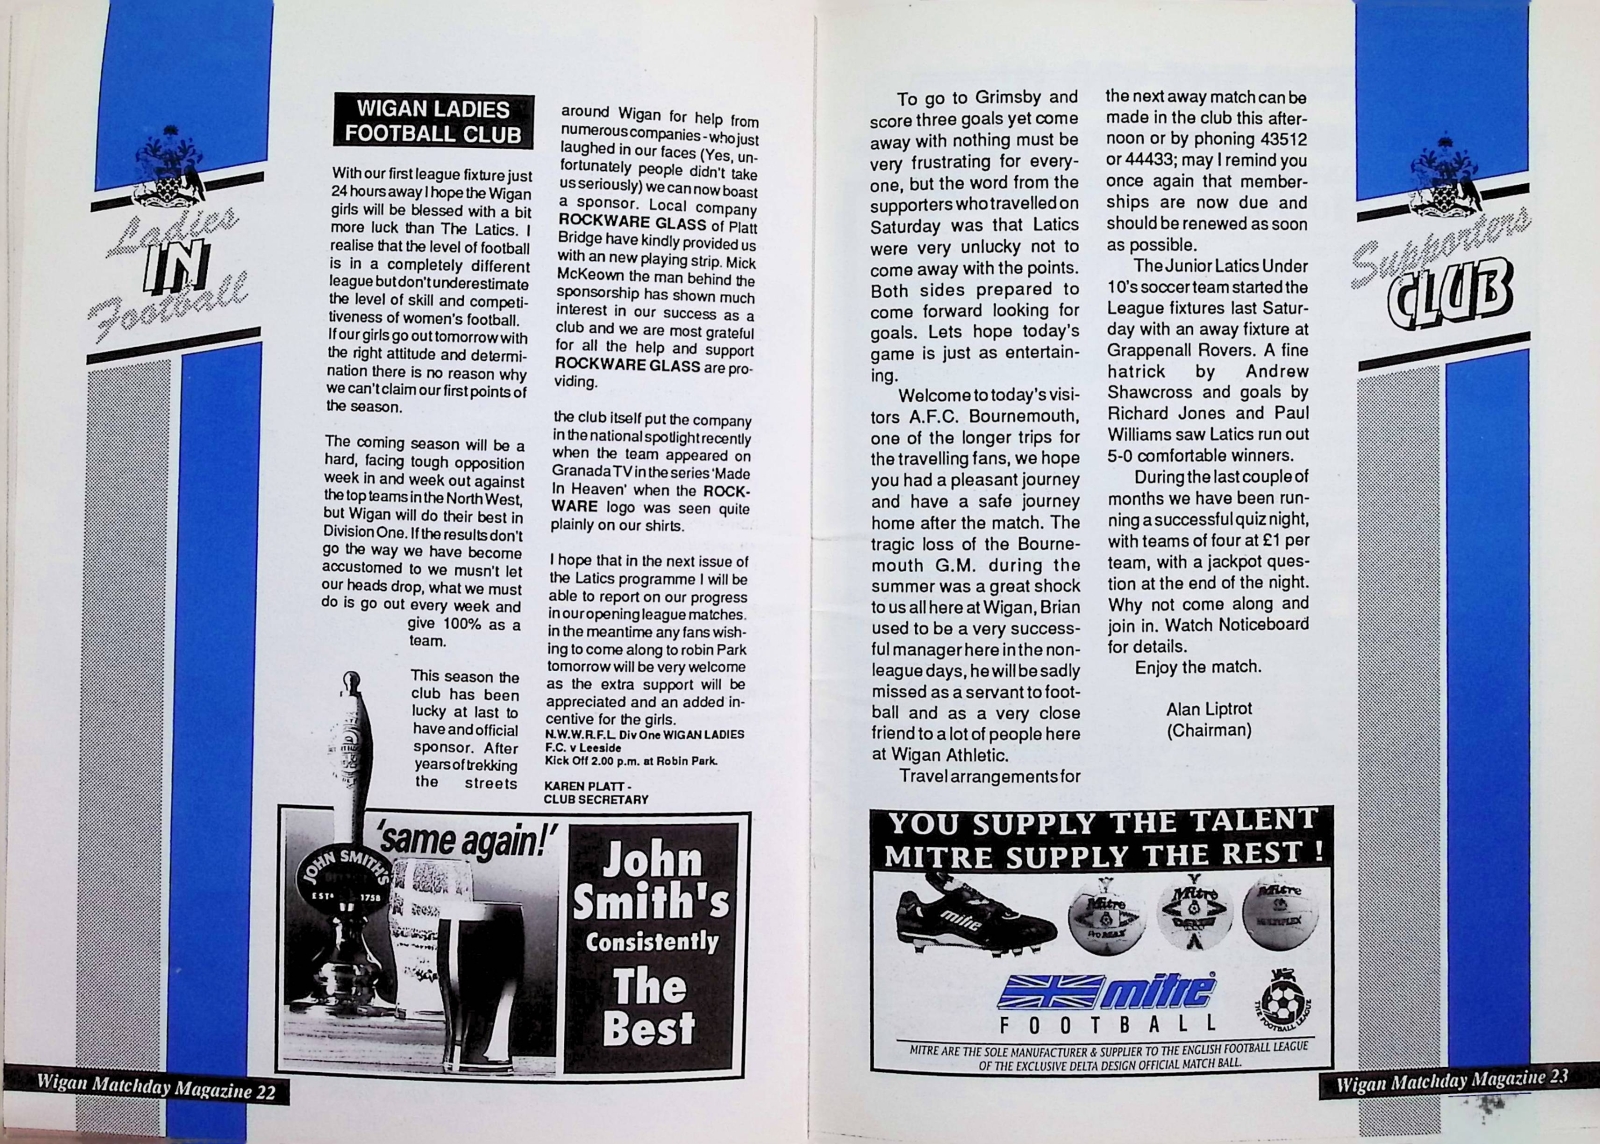 Ladies
IN
Football
WIGAN LADIES
FOOTBALL CLUB
With our first league fixture just
24 hours away I hope the Wigan
girls will be blessed with a bit
more luck than The Latics. I
realise that the level of football
is in a completely different
league but don't underestimate
the level of skill and competi-
tiveness of women's football.
If our girls go out tomorrow with
the right attitude and determi-
nation there is no reason why
we can't claim our first points of
the season.
The coming season will be a
hard, facing tough opposition
week in and week out against
the top teams in the North West,
but Wigan will do their best in
Division One. If the results don't
go the way we have become
accustomed to we musn't let
our heads drop, what we must
do is go out every week and
give 100% as a
team.
This season the
club has been
lucky at last to
have and official
sponsor. After
years of trekking
the streets
around Wigan for help from
numerous companies - who just
laughed in our faces (Yes, un-
fortunately people didn't take
us seriously) we can now boast
a sponsor. Local company
ROCKWARE GLASS of Platt
Bridge have kindly provided us
with an new playing strip. Mick
McKeown the man behind the
sponsorship has shown much
interest in our success as a
club and we are most grateful
for all the help and support
ROCKWARE GLASS are pro-
viding.
the club itself put the company
in the national spotlight recently
when the team appeared on
Granada TV in the series 'Made
In Heaven' when the ROCK-
WARE logo was seen quite
plainly on our shirts.
I hope that in the next issue of
the Latics programme I will be
able to report on our progress
in our opening league matches.
in the meantime any fans wish-
ing to come along to robin Park
tomorrow will be very welcome
as the extra support will be
appreciated and an added in-
centive for the girls.
N.W.W.R.F.L. Div One WIGAN LADIES
F.C. v Leeside
Kick Off 2.00 p.m. at Robin Park.
KAREN PLATT -
CLUB SECRETARY
'same again!'
JOHN SMITH'S
ESTD 1758
John
Smith's
Consistently
The
Best
Wigan Matchday Magazine 22
To go to Grimsby and
score three goals yet come
away with nothing must be
very frustrating for every-
one, but the word from the
supporters who travelled on
Saturday was that Latics
were very unlucky not to
come away with the points.
Both sides prepared to
come forward looking for
goals. Lets hope today's
game is just as entertain-
ing.
Welcome to today's visi-
tors A.F.C. Bournemouth,
one of the longer trips for
the travelling fans, we hope
you had a pleasant journey
and have a safe journey
home after the match. The
tragic loss of the Bourne-
mouth G.M. during the
summer was a great shock
to us all here at Wigan, Brian
used to be a very success-
ful manager here in the non-
league days, he will be sadly
missed as a servant to foot-
ball and as a very close
friend to a lot of people here
at Wigan Athletic.
Travel arrangements for
the next away match can be
made in the club this after-
noon or by phoning 43512
or 44433; may I remind you
once again that member-
ships are now due and
should be renewed as soon
as possible.
The Junior Latics Under
10's soccer team started the
League fixtures last Satur-
day with an away fixture at
Grappenall Rovers. A fine
hatrick by Andrew
Shawcross and goals by
Richard Jones and Paul
Williams saw Latics run out
5-0 comfortable winners.
During the last couple of
months we have been run-
ning a successful quiz night,
with teams of four at £1 per
team, with a jackpot ques-
tion at the end of the night.
Why not come along and
join in. Watch Noticeboard
for details.
Enjoy the match.
Alan Liptrot
(Chairman)
Supporters
CLUB
YOU SUPPLY THE TALENT
MITRE SUPPLY THE REST !
mitre
Mitre
PRO MAX
Mitre
DELTA
Mitre
MULTIPLEX
mitre
FOOTBALL
THE FOOTBALL LEAGUE
MITRE ARE THE SOLE MANUFACTURER & SUPPLIER TO THE ENGLISH FOOTBALL LEAGUE
OF THE EXCLUSIVE DELTA DESIGN OFFICIAL MATCH BALL.
Wigan Matchday Magazine 23